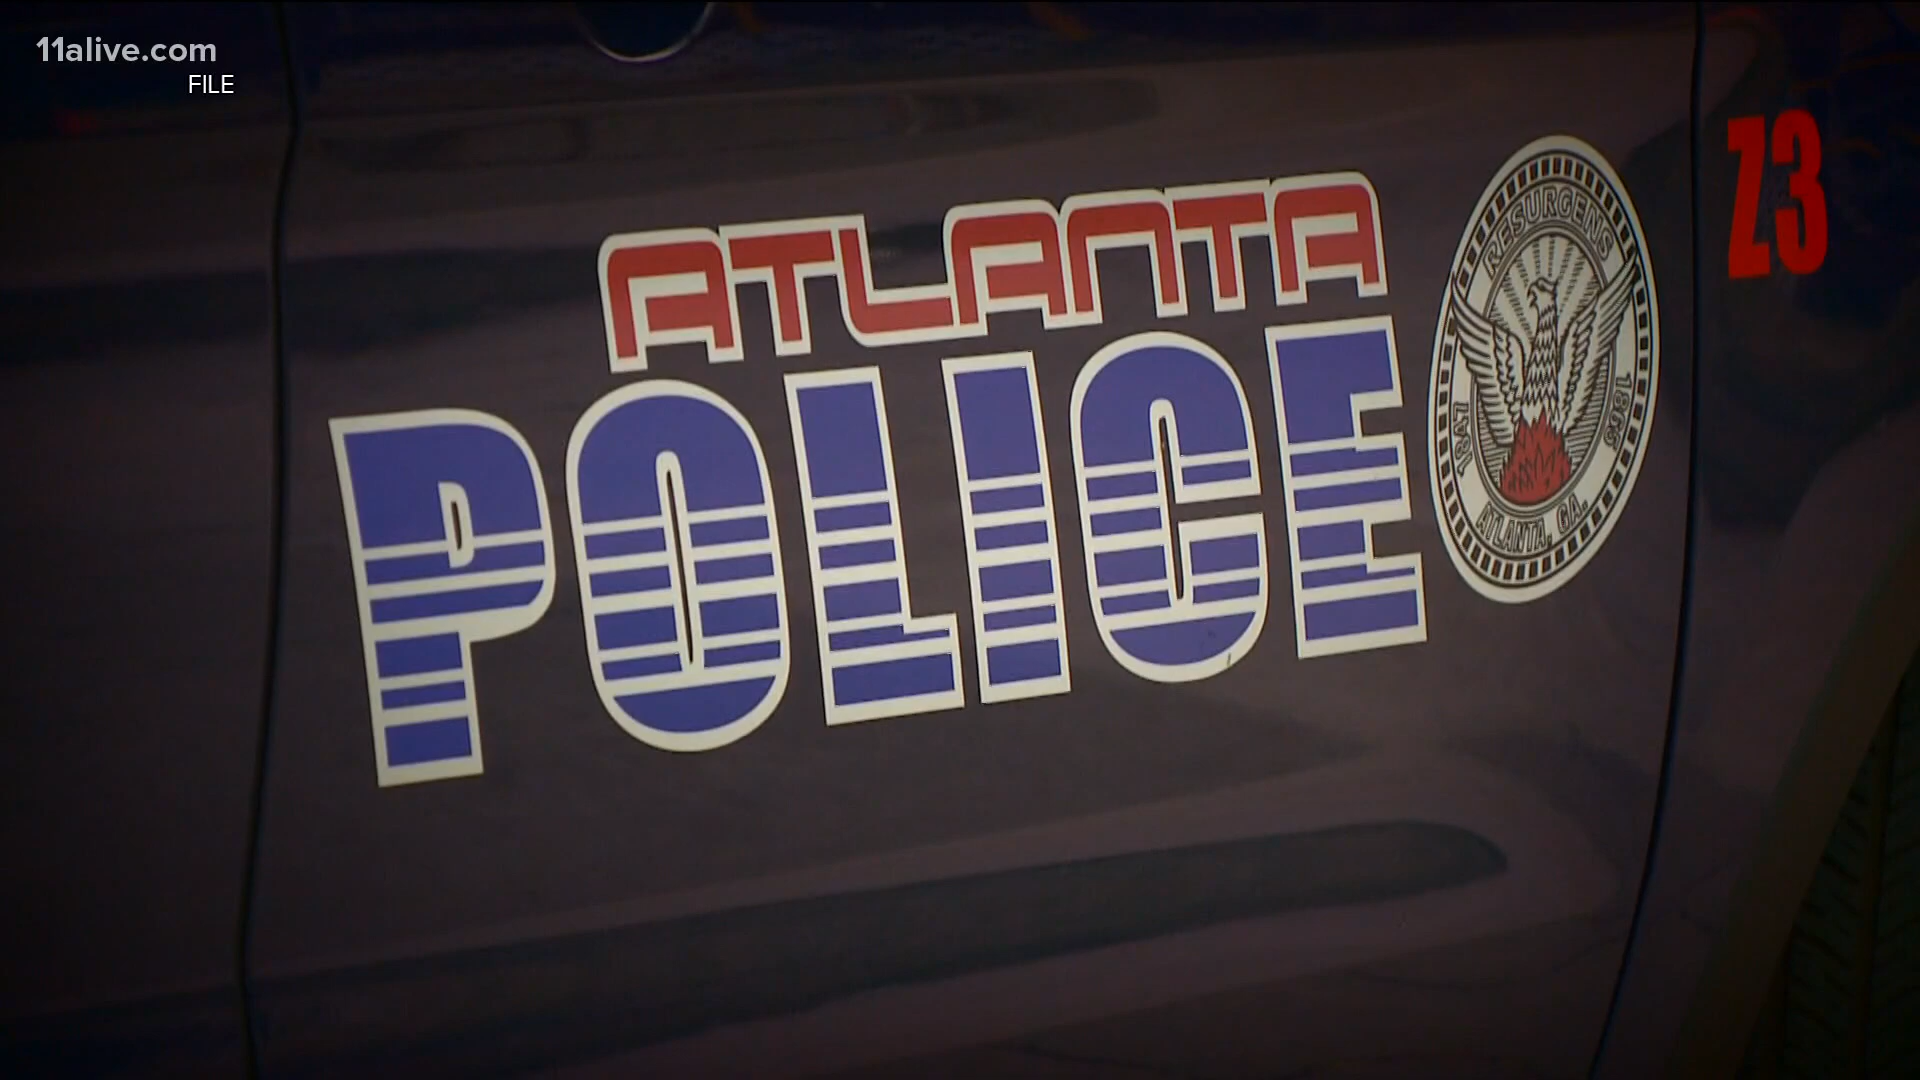 11alive.com
FILE
ATLANTA
POLICE
RESURGENS
1847 1865
ATLANTA, GA.
Z3